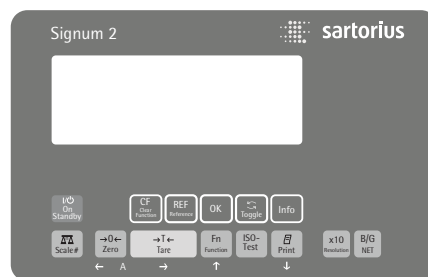 Signum 2
sartorius
I/⏻
On
Standby
CF
Clear
Function
REF
Reference
OK
Toggle
Info
Scale#
→0←
Zero
→T←
Tare
Fn
Function
ISO-
Test
Print
x10
Resolution
B/G
NET
← A → ↑ ↓